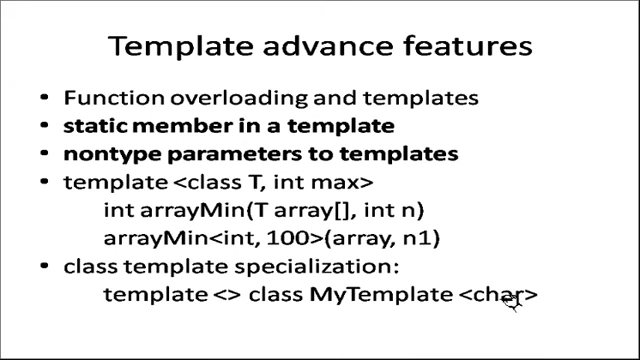 Template advance features
• Function overloading and templates
• static member in a template
• nontype parameters to templates
• template <class T, int max>
int arrayMin(T array[], int n)
arrayMin<int, 100>(array, n1)
• class template specialization:
template <> class MyTemplate <char>